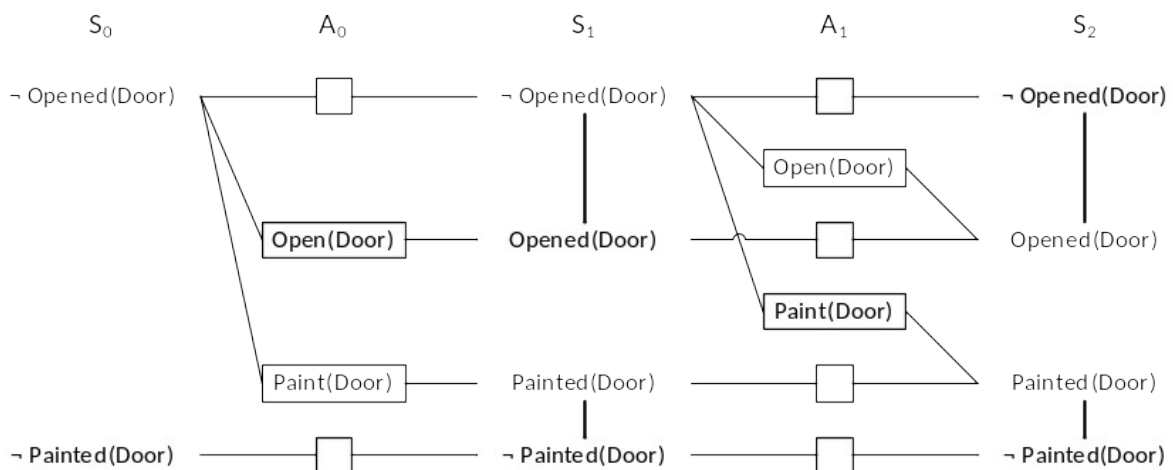 S₀ A₀ S₁ A₁ S₂
¬ Opened(Door) ¬ Opened(Door) ¬ Opened(Door)
Open(Door)
Open(Door) Opened(Door) Opened(Door)
Paint(Door)
Paint(Door) Painted(Door) Painted(Door)
¬ Painted(Door) ¬ Painted(Door) ¬ Painted(Door)